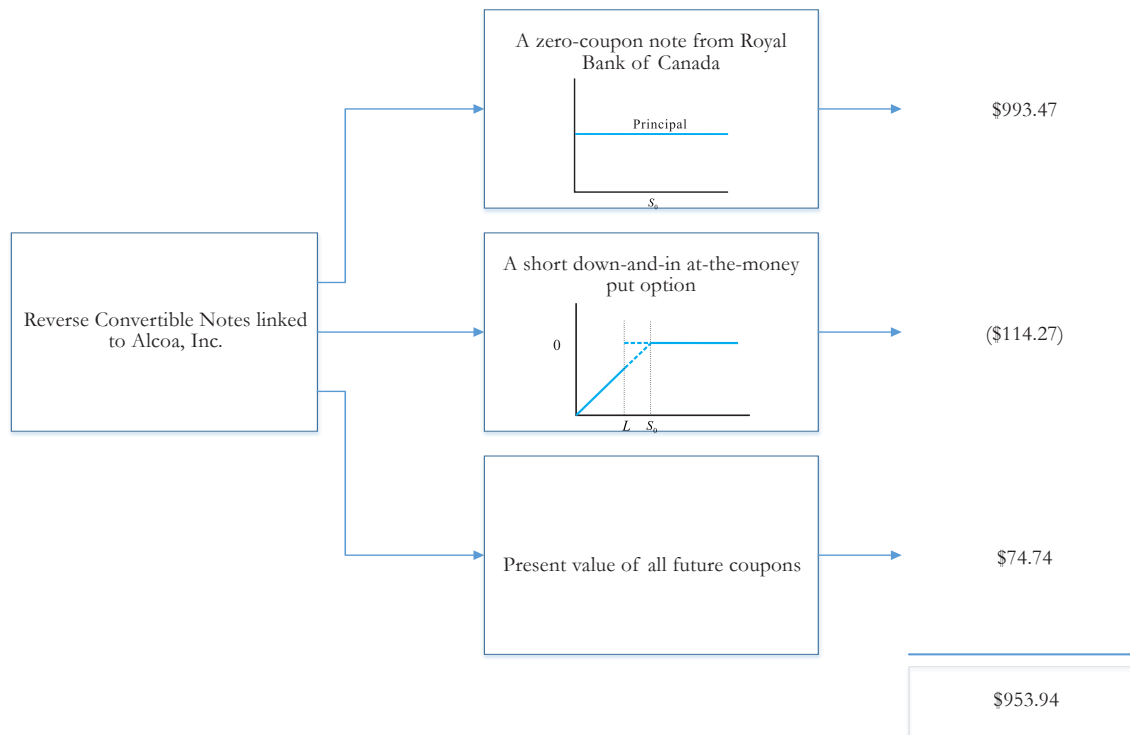 A zero-coupon note from Royal
Bank of Canada
Principal
S₀
$993.47
Reverse Convertible Notes linked
to Alcoa, Inc.
A short down-and-in at-the-money
put option
0
L S₀
($114.27)
Present value of all future coupons
$74.74
$953.94